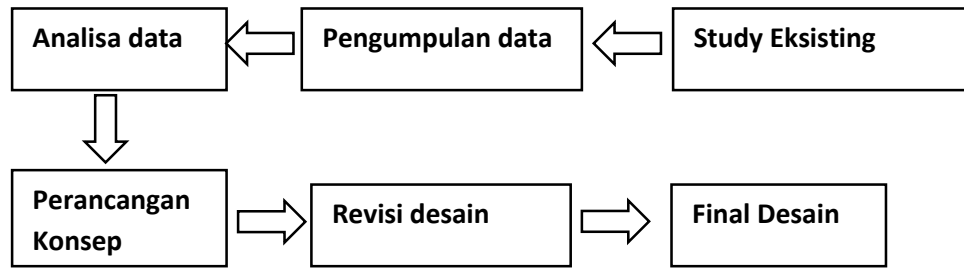 Analisa data
Pengumpulan data
Study Eksisting
Perancangan
Konsep
Revisi desain
Final Desain